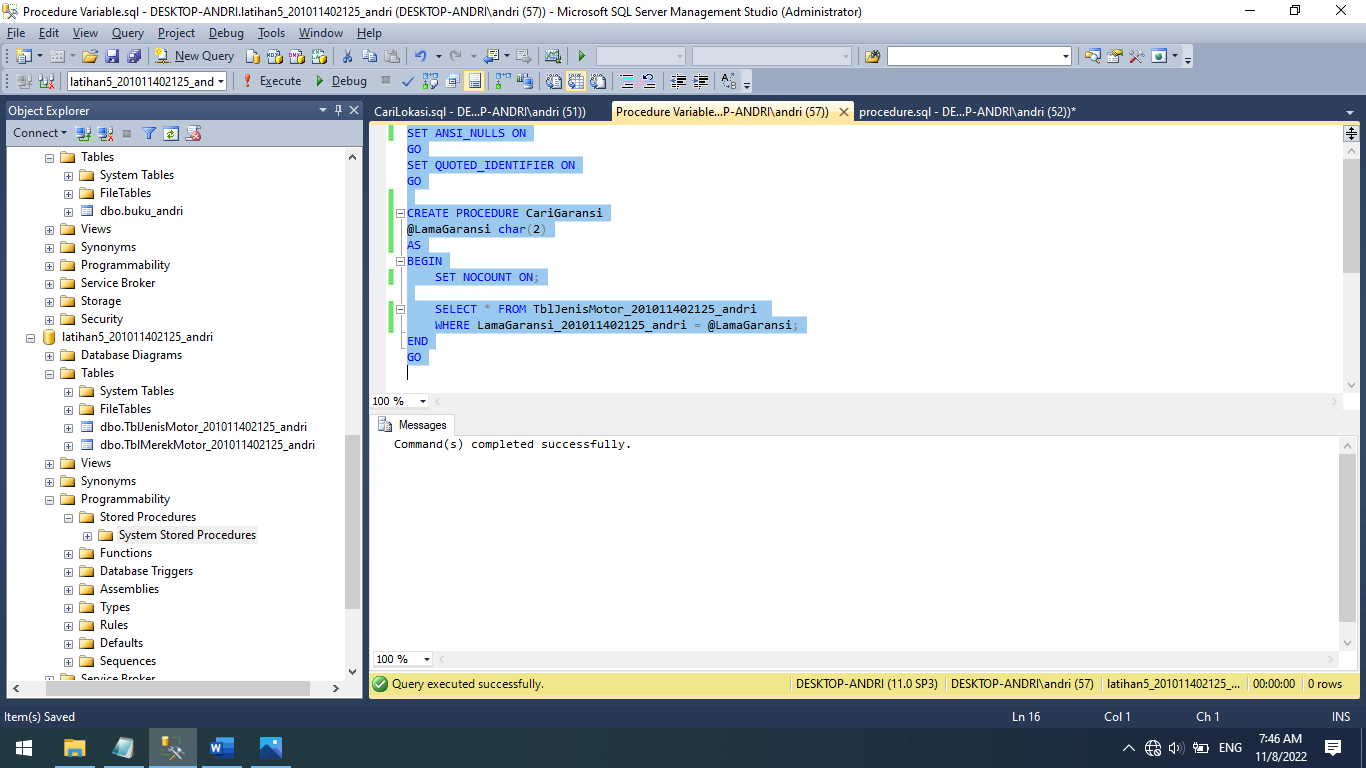 Procedure Variable.sql - DESKTOP-ANDRI.latihan5_201011402125_andri (DESKTOP-ANDRI\andri (57)) - Microsoft SQL Server Management Studio (Administrator)
File Edit View Query Project Debug Tools Window Help
New Query
latihan5_201011402125_and Execute Debug
Object Explorer
Connect
Tables
System Tables
FileTables
dbo.buku_andri
Views
Synonyms
Programmability
Service Broker
Storage
Security
latihan5_201011402125_andri
Database Diagrams
Tables
System Tables
FileTables
dbo.TblJenisMotor_201011402125_andri
dbo.TblMerekMotor_201011402125_andri
Views
Synonyms
Programmability
Stored Procedures
System Stored Procedures
Functions
Database Triggers
Assemblies
Types
Rules
Defaults
Sequences
Service Broker
CariLokasi.sql - DE...P-ANDRI\andri (51)) Procedure Variable...P-ANDRI\andri (57)) procedure.sql - DE...P-ANDRI\andri (52))*
SET ANSI_NULLS ON
GO
SET QUOTED_IDENTIFIER ON
GO
CREATE PROCEDURE CariGaransi
@LamaGaransi char(2)
AS
BEGIN
SET NOCOUNT ON;
SELECT * FROM TblJenisMotor_201011402125_andri
WHERE LamaGaransi_201011402125_andri = @LamaGaransi;
END
GO
100 %
Messages
Command(s) completed successfully.
100 %
Query executed successfully. DESKTOP-ANDRI (11.0 SP3) DESKTOP-ANDRI\andri (57) latihan5_201011402125_... 00:00:00 0 rows
Item(s) Saved Ln 16 Col 1 Ch 1 INS
ENG 7:46 AM
11/8/2022